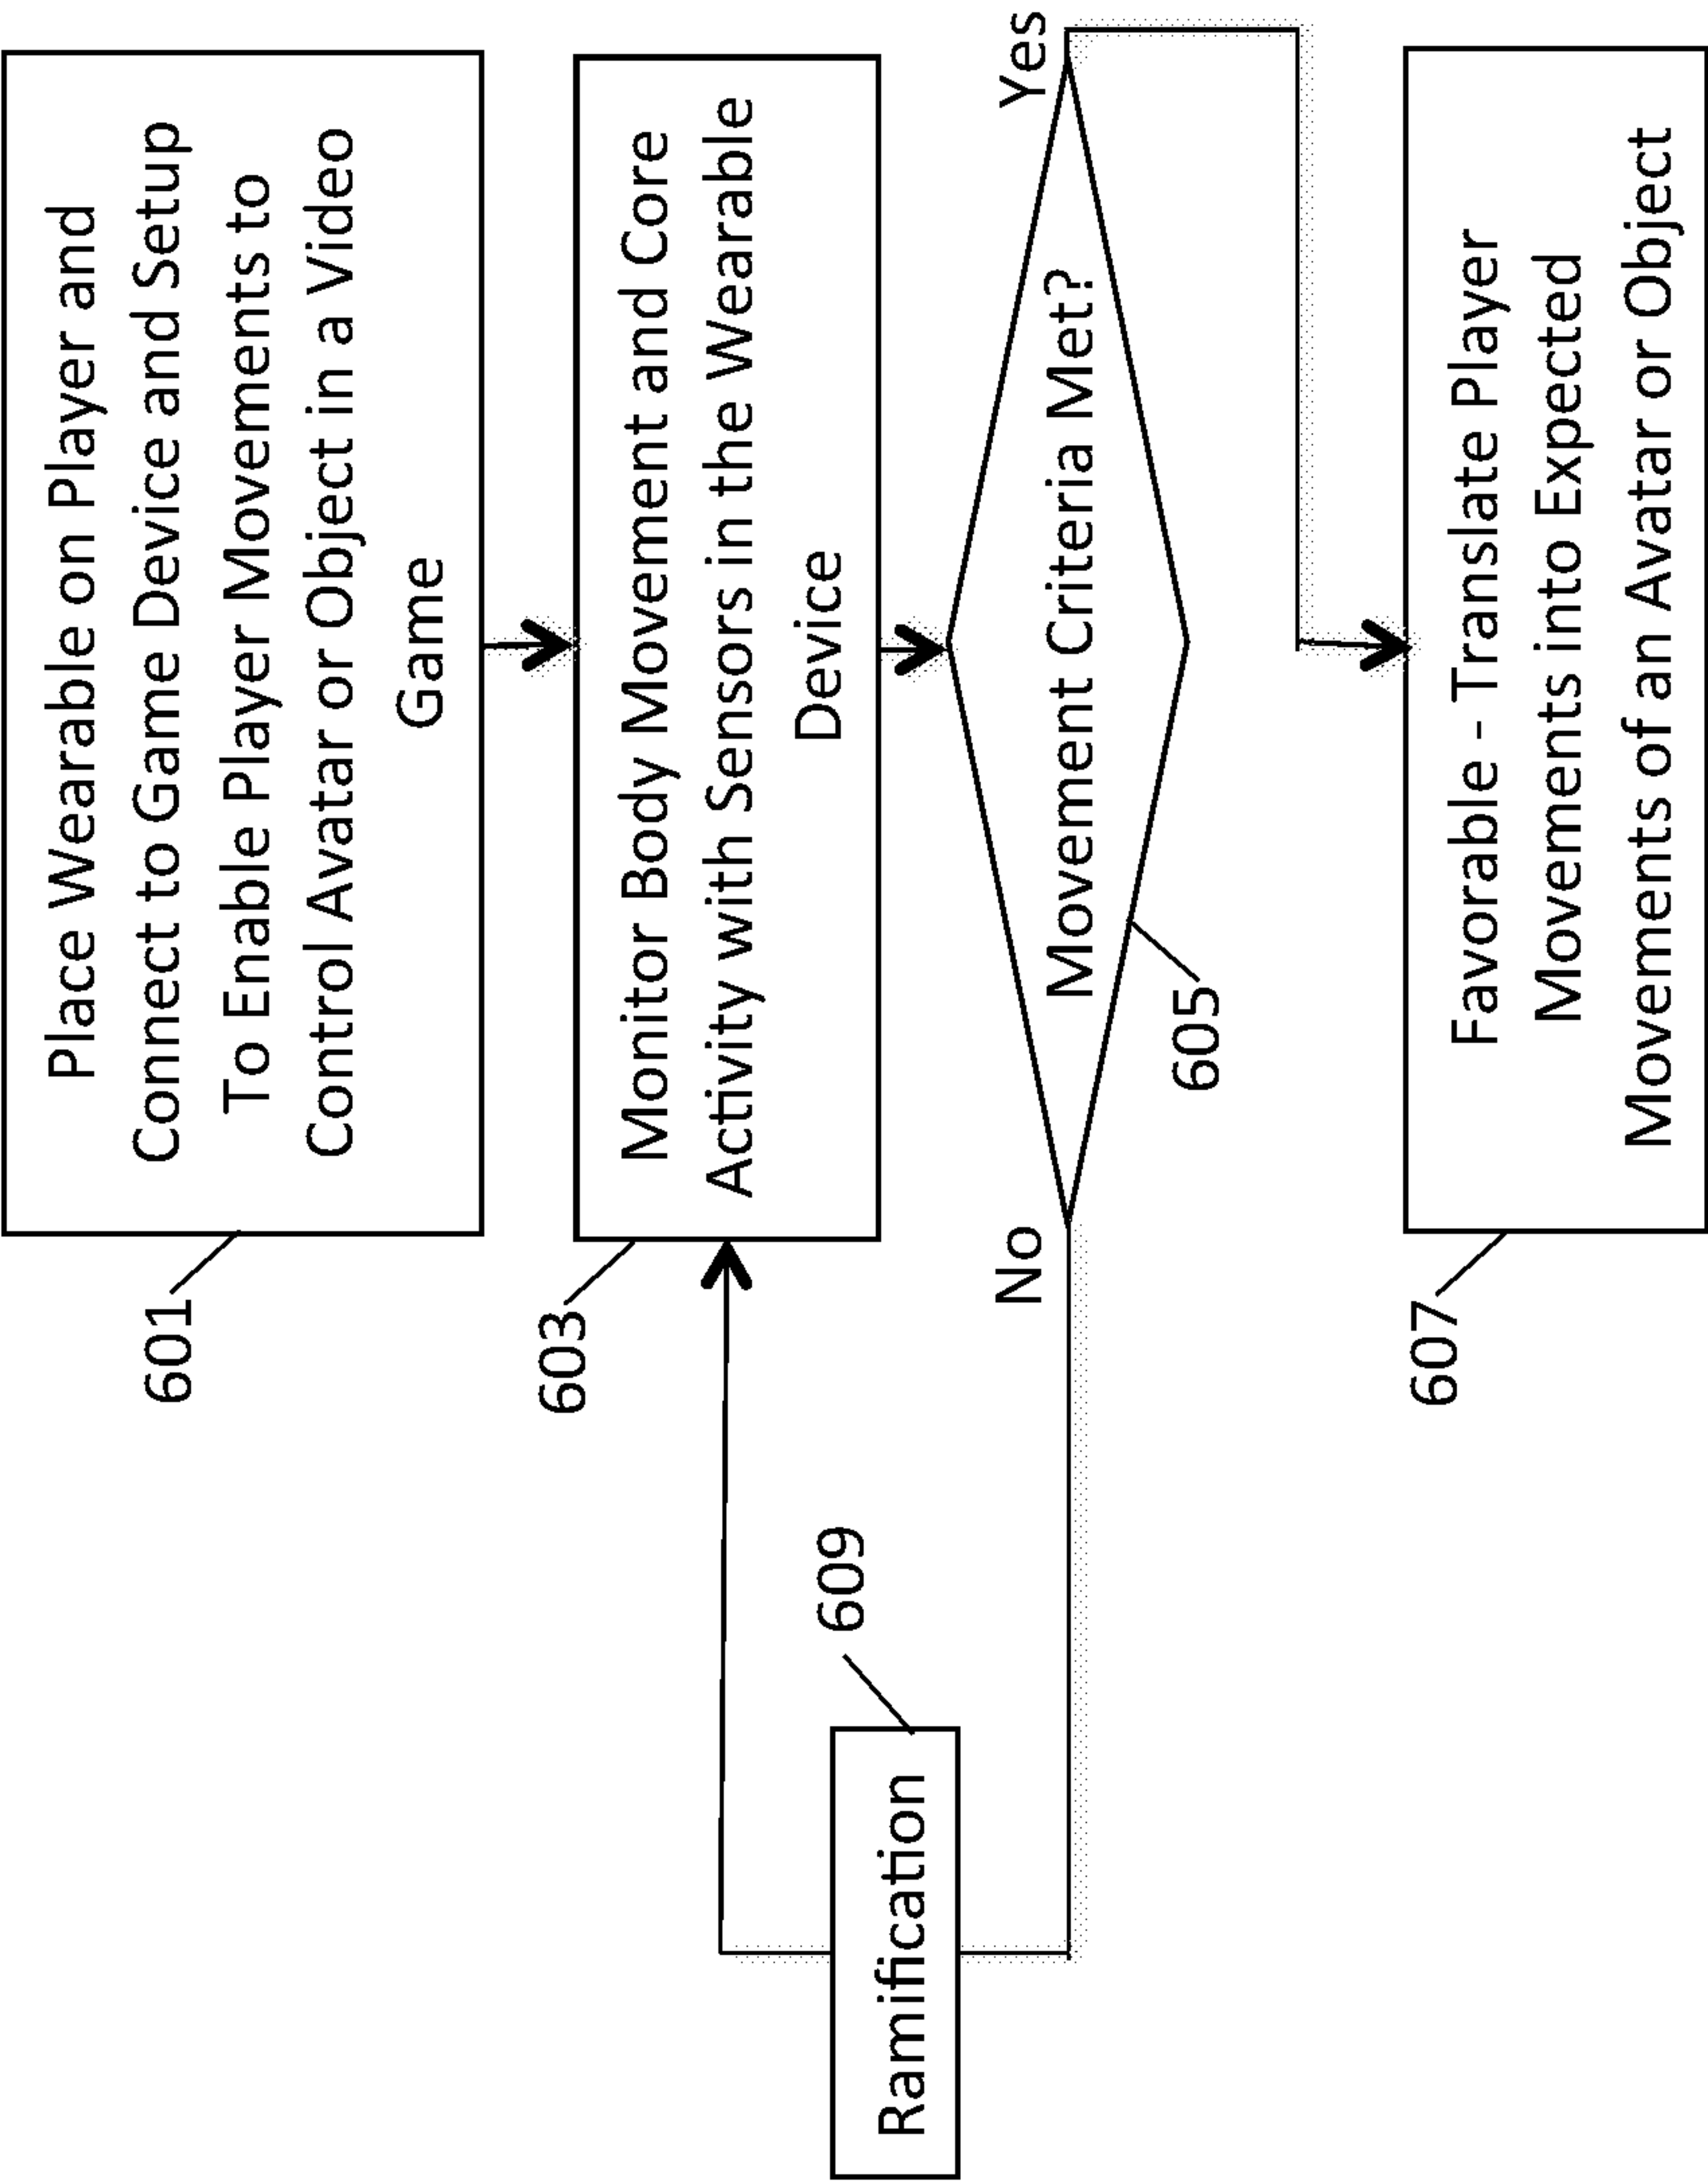 Place Wearable on Player and
Connect to Game Device and Setup
To Enable Player Movements to
Control Avatar or Object in a Video
Game
601
Monitor Body Movement and Core
Activity with Sensors in the Wearable
Device
603
609
Ramification
No
Movement Criteria Met?
Yes
605
Favorable - Translate Player
Movements into Expected
Movements of an Avatar or Object
607